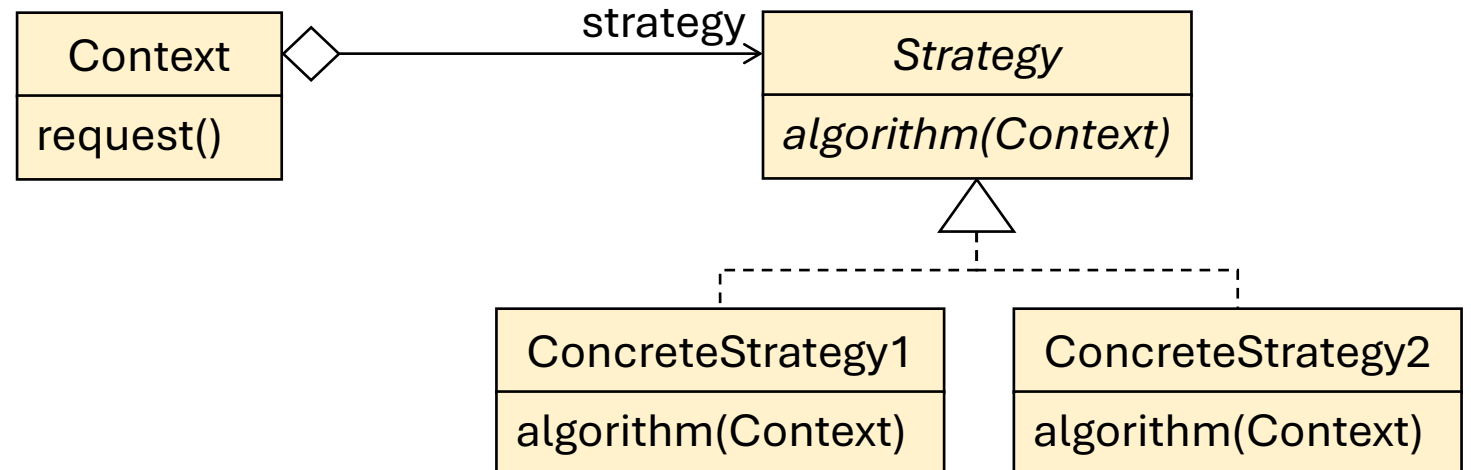 Context
request()
strategy
Strategy
algorithm(Context)
ConcreteStrategy1
algorithm(Context)
ConcreteStrategy2
algorithm(Context)